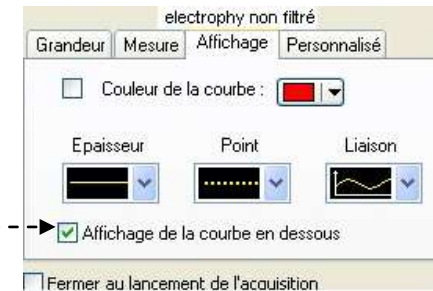 electrophy non filtré
Grandeur Mesure Affichage Personnalisé
Couleur de la courbe :
Epaisseur Point Liaison
Affichage de la courbe en dessous
Fermer au lancement de l'acquisition